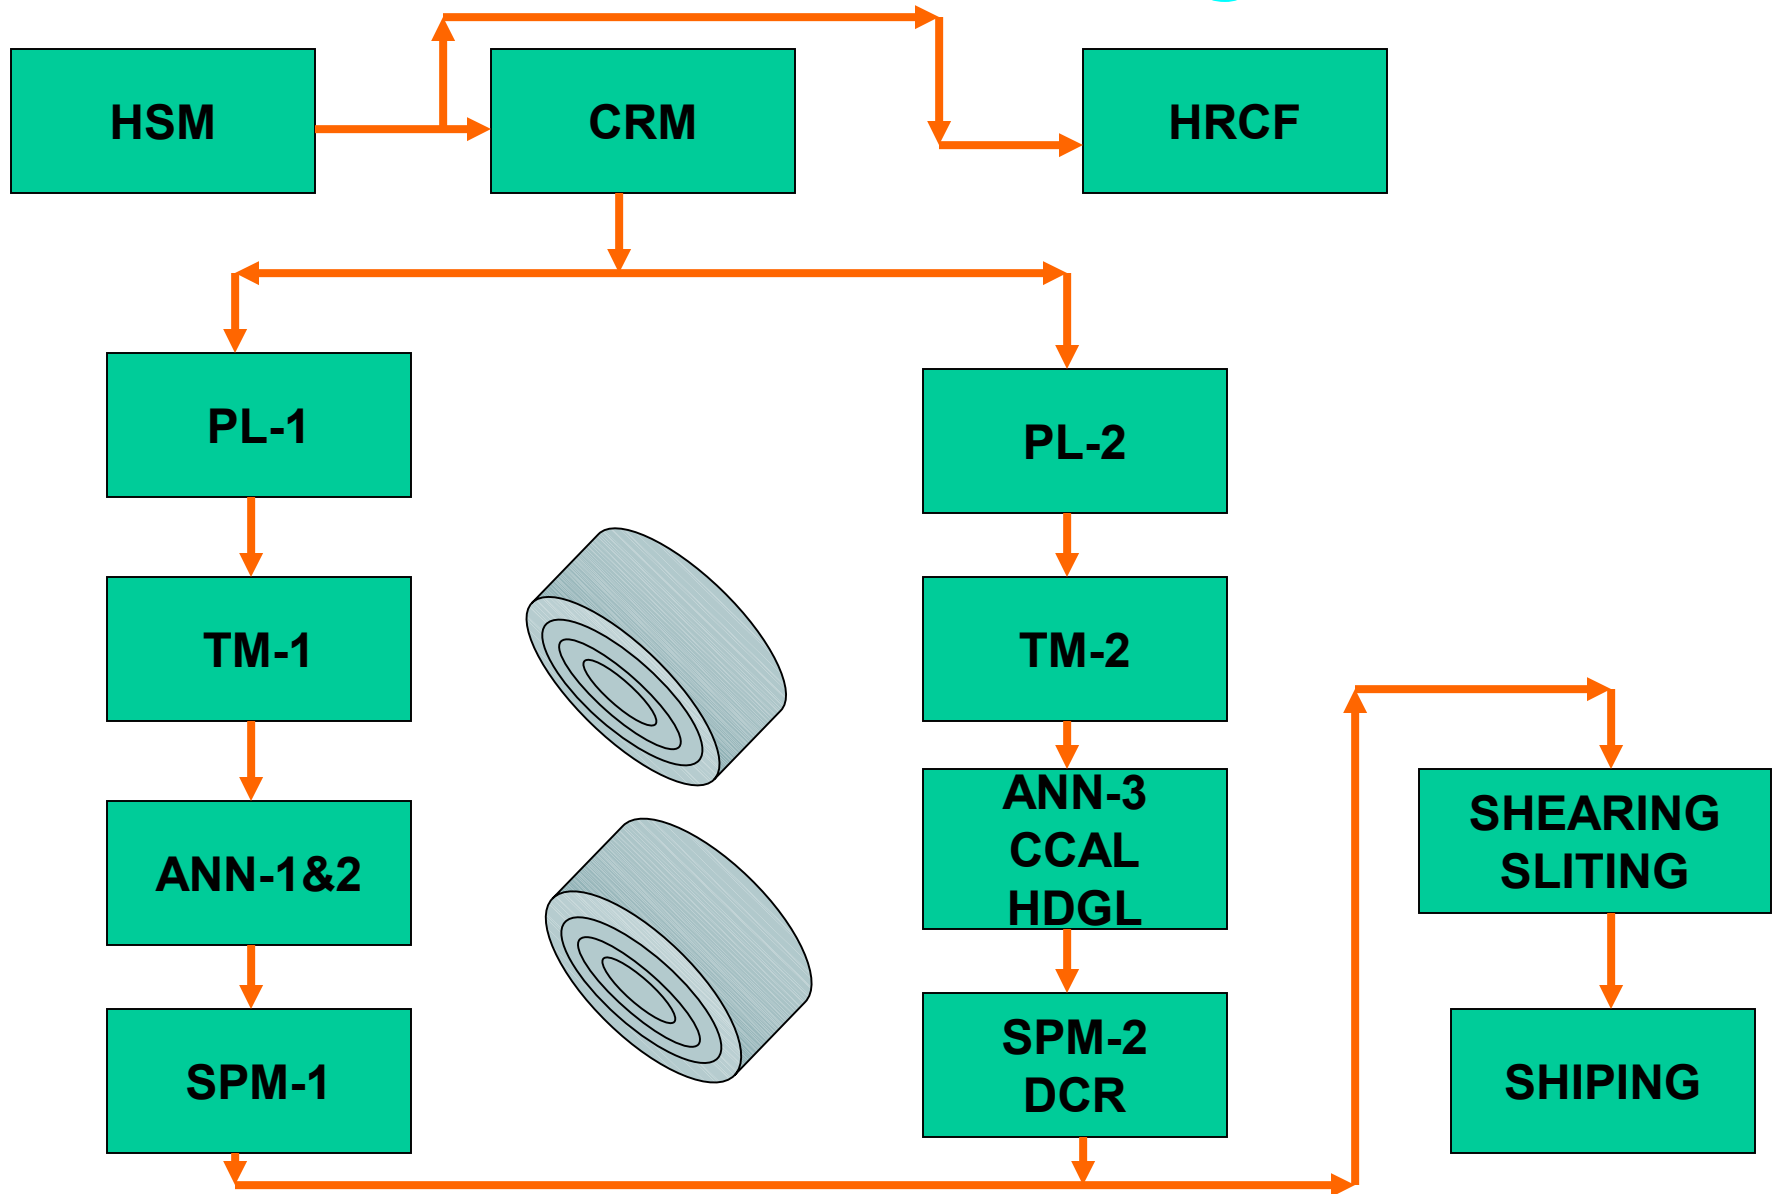 HSM
CRM
HRCF
PL-1
PL-2
TM-1
TM-2
ANN-1&2
ANN-3
CCAL
HDGL
SHEARING
SLITING
SPM-1
SPM-2
DCR
SHIPING